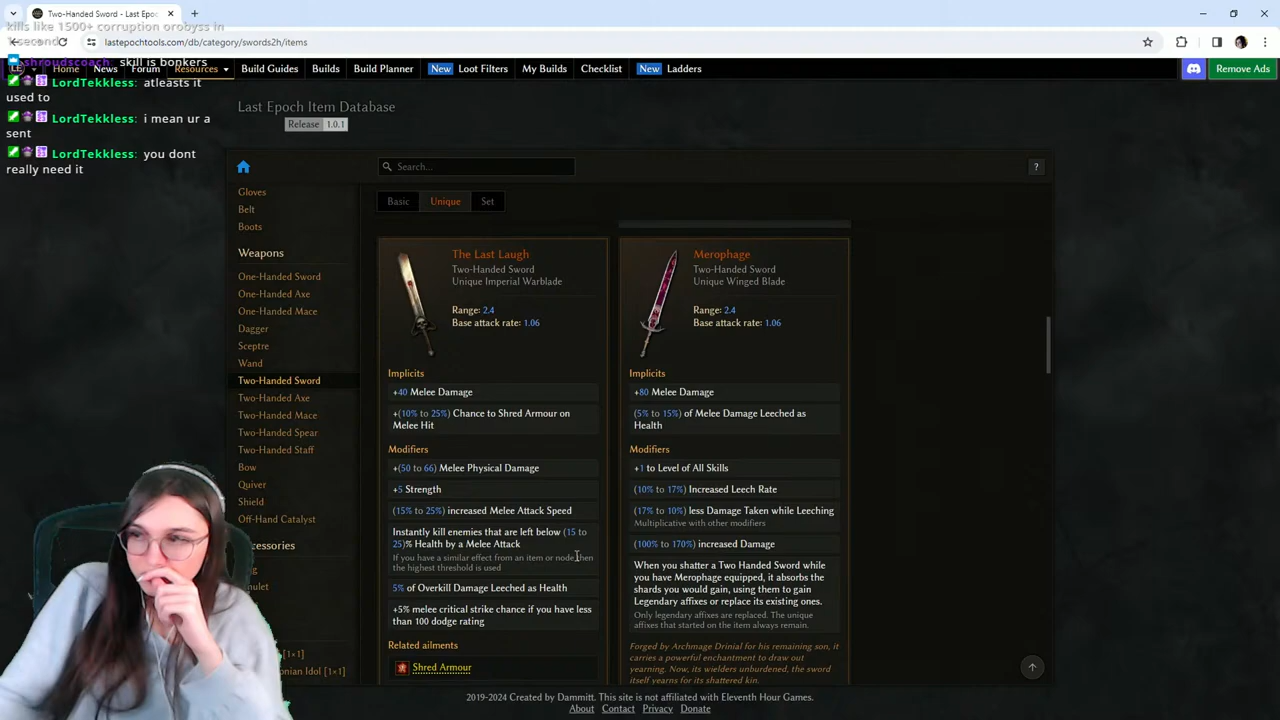 Two-Handed Sword - Last Epoc
kills like 1500+ corruption orobyss in
1 second
lastepochtools.com/db/category/swords2h/items
shroudscoach skill is bonkers
Home News Forum Resources Build Guides Builds Build Planner New Loot Filters My Builds Checklist New Ladders Remove Ads
LordTekkless: atleasts it
used to
LordTekkless: i mean ur a
sent
LordTekkless: you dont
really need it
Last Epoch Item Database
Release 1.0.1
Search...
?
Gloves
Belt
Boots
Weapons
One-Handed Sword
One-Handed Axe
One-Handed Mace
Dagger
Sceptre
Wand
Two-Handed Sword
Two-Handed Axe
Two-Handed Mace
Two-Handed Spear
Two-Handed Staff
Bow
Quiver
Shield
Off-Hand Catalyst
Basic Unique Set
The Last Laugh
Two-Handed Sword
Unique Imperial Warblade
Range: 2.4
Base attack rate: 1.06
Implicits
+40 Melee Damage
+(10% to 25%) Chance to Shred Armour on
Melee Hit
Modifiers
+(50 to 66) Melee Physical Damage
+5 Strength
(15% to 25%) increased Melee Attack Speed
Instantly kill enemies that are left below (15 to
25)% Health by a Melee Attack
If you have a similar effect from an item or node then
the highest threshold is used
5% of Overkill Damage Leeched as Health
+5% melee critical strike chance if you have less
than 100 dodge rating
Related ailments
Shred Armour
Merophage
Two-Handed Sword
Unique Winged Blade
Range: 2.4
Base attack rate: 1.06
Implicits
+80 Melee Damage
(5% to 15%) of Melee Damage Leeched as
Health
Modifiers
+1 to Level of All Skills
(10% to 17%) Increased Leech Rate
(17% to 10%) less Damage Taken while Leeching
Multiplicative with other modifiers
(100% to 170%) increased Damage
When you shatter a Two Handed Sword while
you have Merophage equipped, it absorbs the
shards you would gain, using them to gain
Legendary affixes or replace its existing ones.
Only legendary affixes are replaced. The unique
affixes that started on the item always remain.
Forged by Archmage Drinial for his remaining son, it
carries a powerful enchantment to draw out
yearning. Now, its wielders unburdened, the sword
itself yearns for its shattered kin.
2019-2024 Created by Dammitt. This site is not affiliated with Eleventh Hour Games.
About Contact Privacy Donate